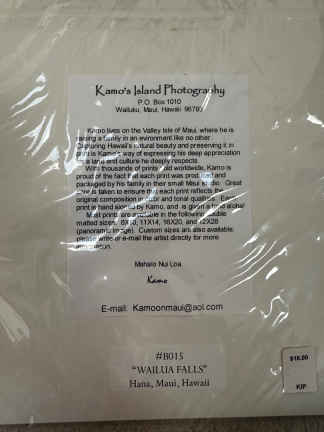 Kamo's Island Photography
P.O. Box 1010
Wailuku, Maui, Hawaii 96793
Kamo lives on the Valley Isle of Maui, where he is
raising a family in an evironment like no other.
Capturing Hawaii's natural beauty and preserving it in
print is Kamo's way of expressing his deep appreciation
for a land and culture he deeply respects.
With thousands of prints sold worldwide, Kamo is
proud of the fact that each print was produced and
packaged by his family in their small Maui studio. Great
care is taken to ensure that each print reflects the
original composition in color and tonal qualities. Each
print is hand signed by Kamo, and is given a
Most prints are available in the following double
matted sizes: 8X10, 11X14, 16X20, and 12X28
(panoramic image). Custom sizes are also available,
please write or e-mail the artist directly for more
information.
Mahalo Nui Loa,
Kamo
E-mail: Kamoonmaui@aol.com
#B015
"WAILUA FALLS"
Hana, Maui, Hawaii
KIP